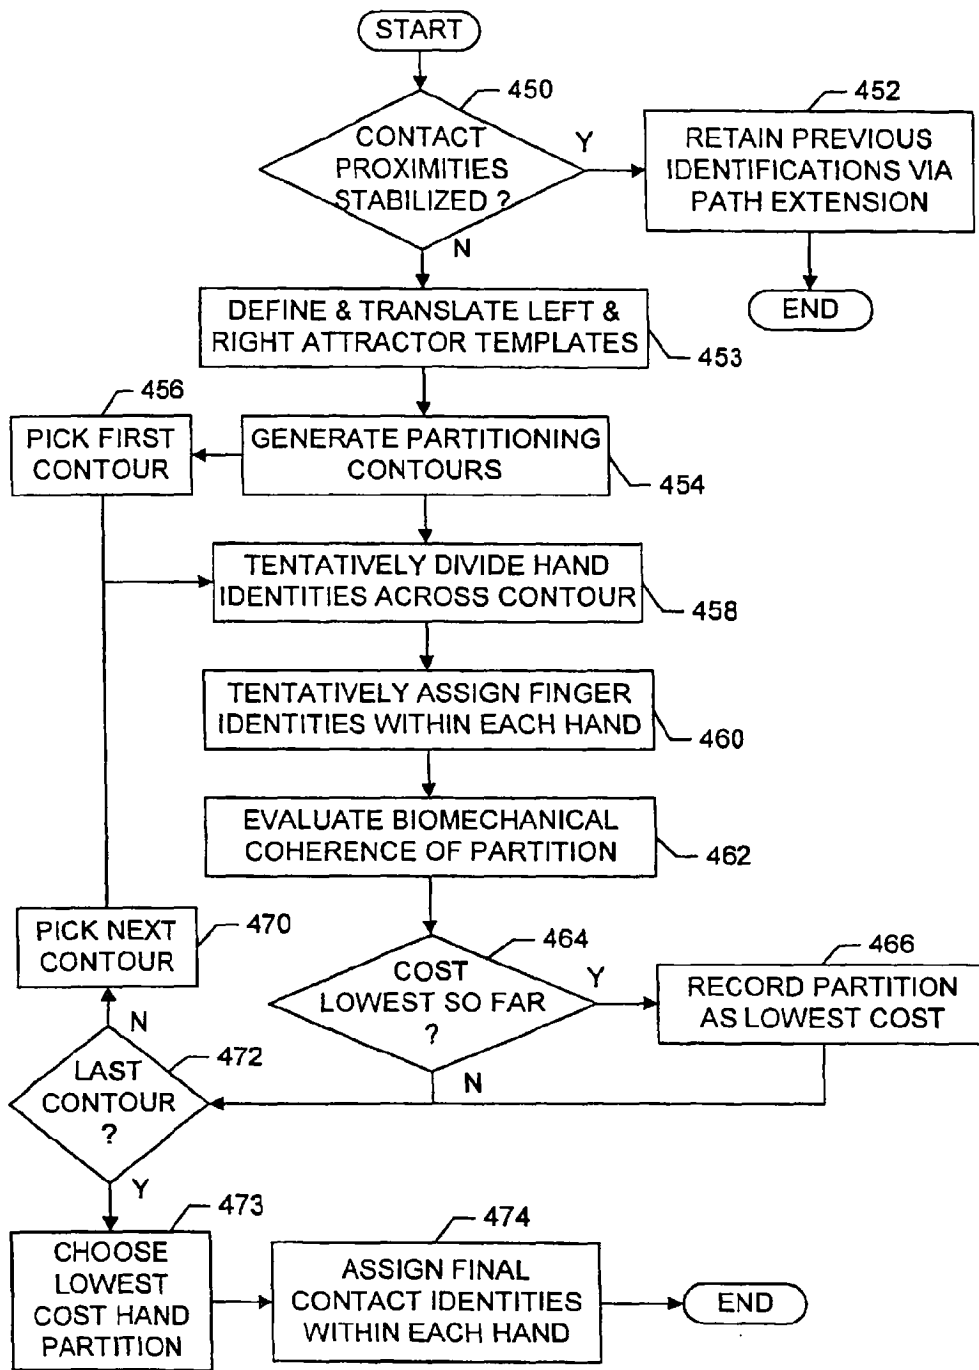 START
450
CONTACT
PROXIMITIES
STABILIZED ?
Y
N
452
RETAIN PREVIOUS
IDENTIFICATIONS VIA
PATH EXTENSION
END
DEFINE & TRANSLATE LEFT &
RIGHT ATTRACTOR TEMPLATES
453
456
PICK FIRST
CONTOUR
GENERATE PARTITIONING
CONTOURS
454
TENTATIVELY DIVIDE HAND
IDENTITIES ACROSS CONTOUR
458
TENTATIVELY ASSIGN FINGER
IDENTITIES WITHIN EACH HAND
460
EVALUATE BIOMECHANICAL
COHERENCE OF PARTITION
462
PICK NEXT
CONTOUR
470
464
COST
LOWEST SO FAR
?
Y
N
466
RECORD PARTITION
AS LOWEST COST
N
472
LAST
CONTOUR
?
Y
473
CHOOSE
LOWEST
COST HAND
PARTITION
474
ASSIGN FINAL
CONTACT IDENTITIES
WITHIN EACH HAND
END